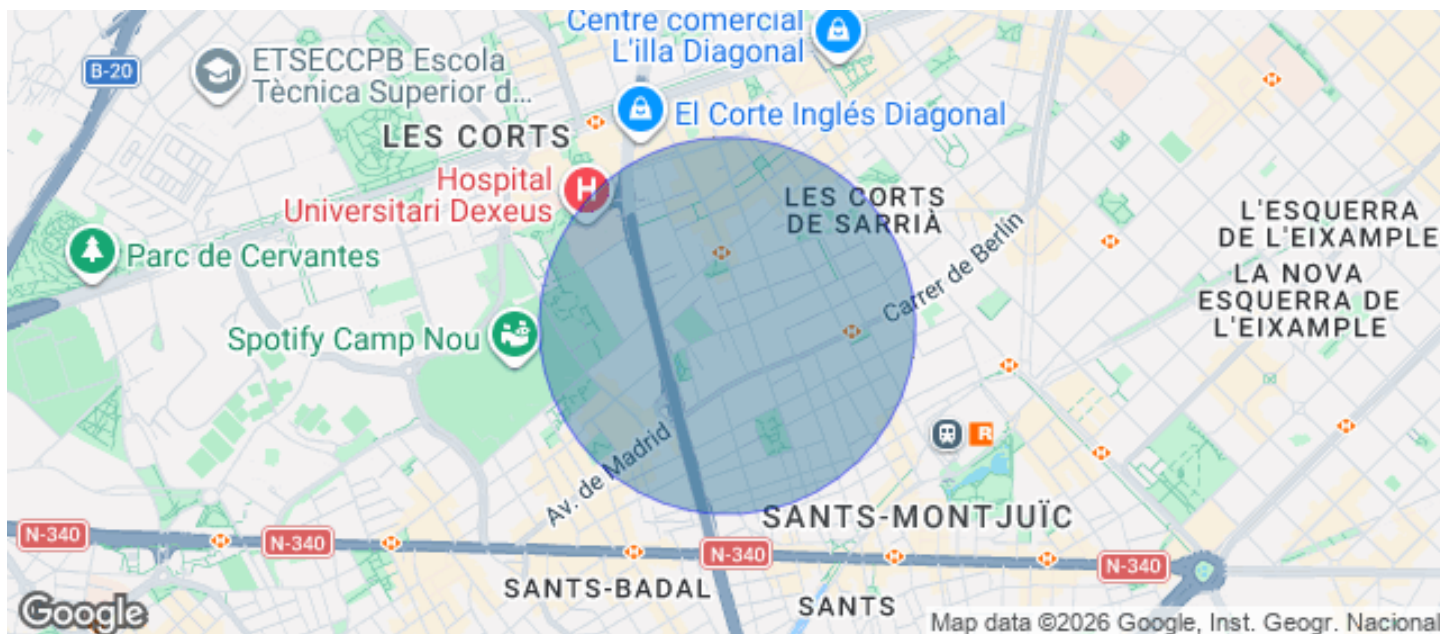 Centre comercial
L'illa Diagonal
ETSECCPB Escola
Tècnica Superior d...
B-20
El Corte Inglés Diagonal
LES CORTS
Hospital
Universitari Dexeus
LES CORTS
DE SARRIÀ
L'ESQUERRA
DE L'EIXAMPLE
Parc de Cervantes
Carrer de Berlín
LA NOVA
ESQUERRA DE
L'EIXAMPLE
Spotify Camp Nou
Av. de Madrid
R
SANTS-MONTJUÏC
N-340
N-340
N-340
N-340
SANTS-BADAL
SANTS
Google
Map data ©2026 Google, Inst. Geogr. Nacional